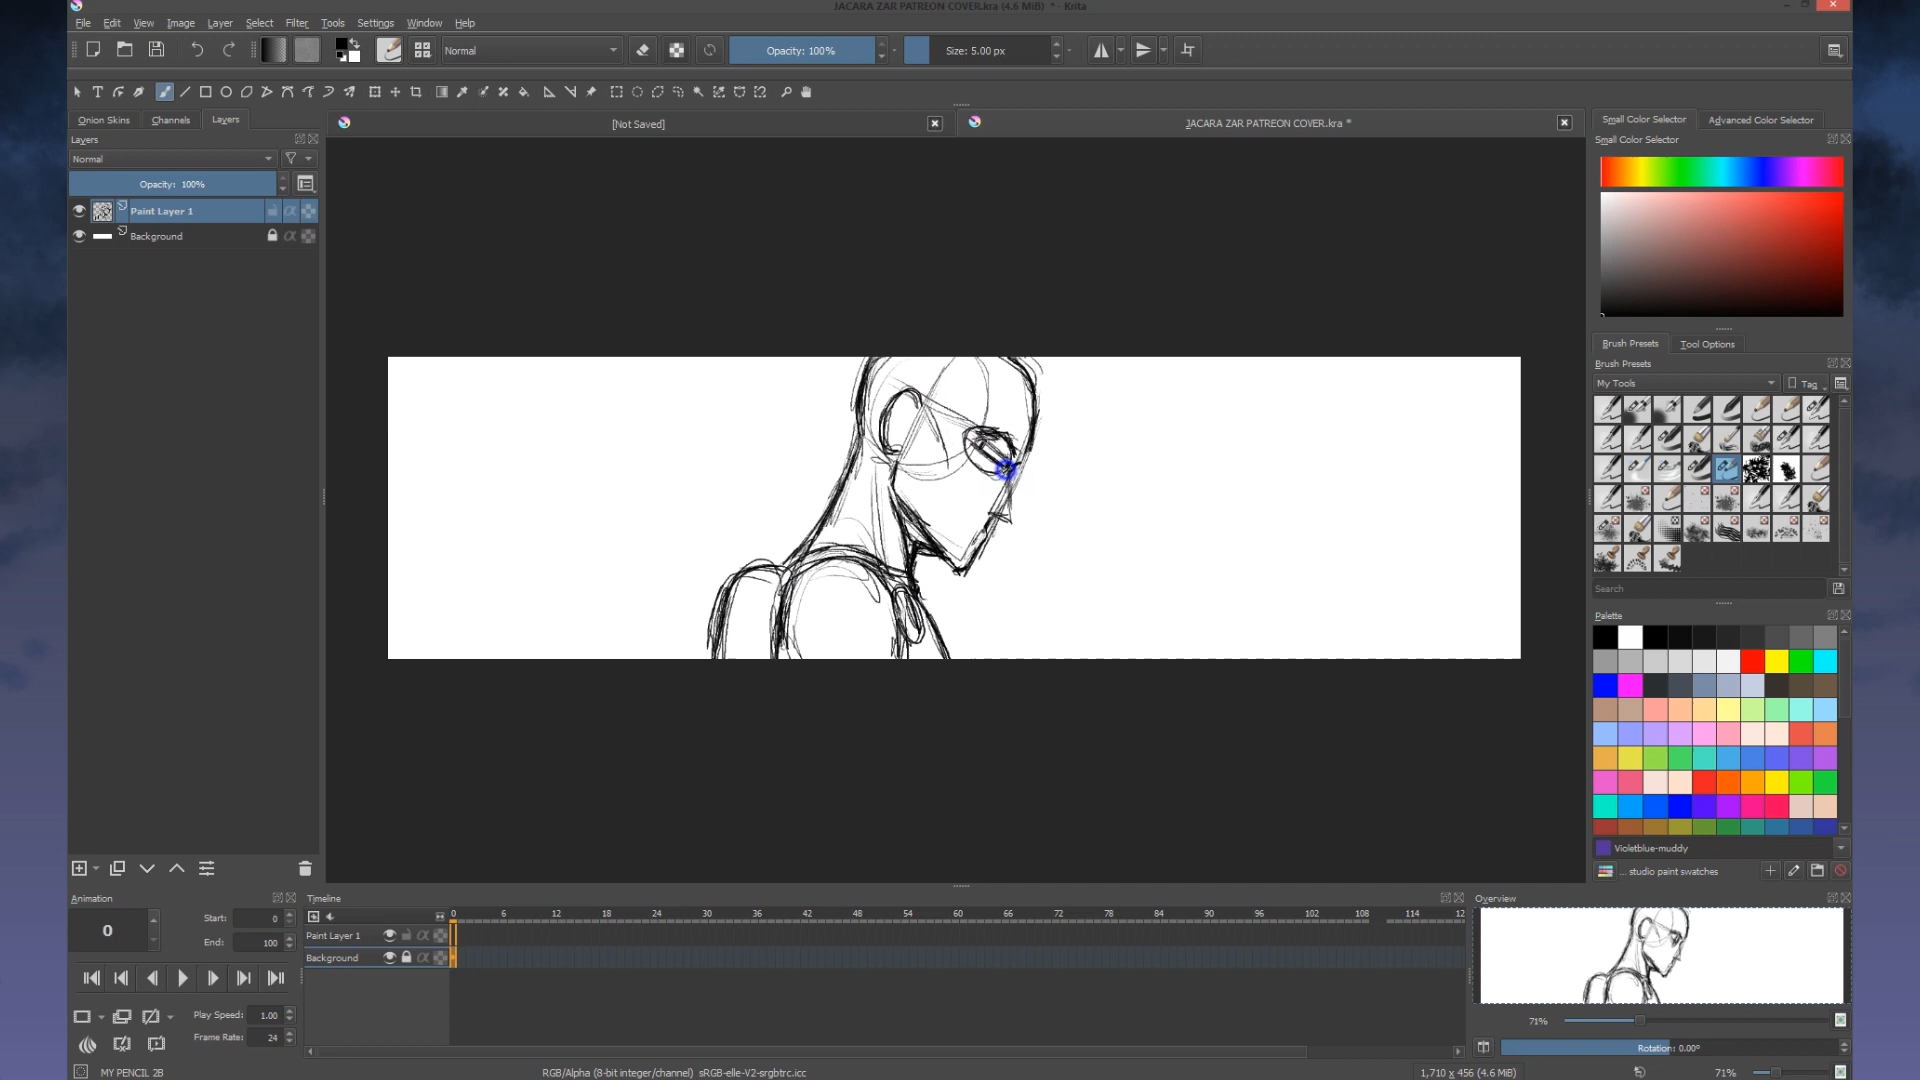 JACARA ZAR PATREON COVER.kra (4.6 MiB) * - Krita
File Edit View Image Layer Select Filter Tools Settings Window Help
Normal Opacity: 100% Size: 5.00 px
Onion Skins Channels Layers [Not Saved] JACARA ZAR PATREON COVER.kra * Small Color Selector Advanced Color Selector
Layers Small Color Selector
Normal
Opacity: 100%
Paint Layer 1
Background
Brush Presets Tool Options
Brush Presets
My Tools Tag
Search
Palette
Violetblue-muddy
... studio paint swatches
Animation Timeline Overview
0 Start: 0
End: 100
0 6 12 18 24 30 36 42 48 54 60 66 72 78 84 90 96 102 108 114 12
Paint Layer 1
Background
Play Speed: 1.00
Frame Rate: 24
71%
Rotation: 0.00°
MY PENCIL 2B RGB/Alpha (8-bit integer/channel) sRGB-elle-V2-srgbtrc.icc 1,710 x 456 (4.6 MiB) 71%